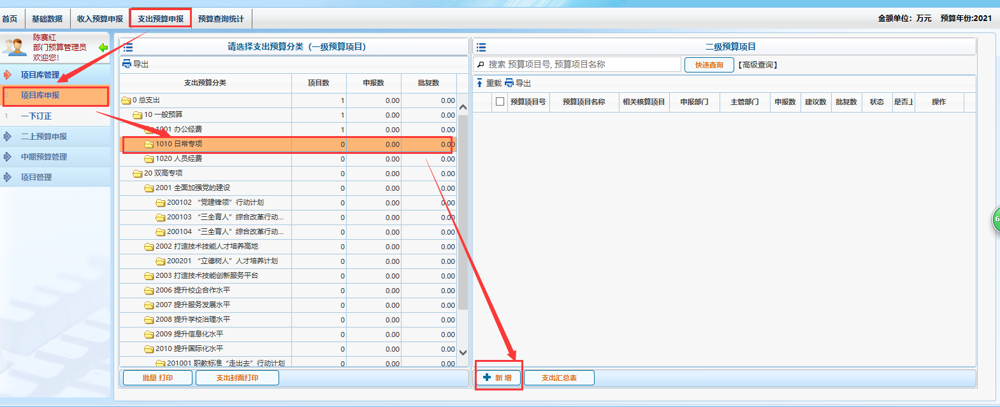 首页 基础数据 收入预算申报 支出预算申报 预算查询统计 金额单位：万元 预算年份:2021
陈赛红
部门预算管理员
欢迎您!
项目库管理
0 项目库申报
1 一下订正
二上预算申报
中期预算管理
项目管理
请选择支出预算分类（一级预算项目）
导出
支出预算分类 项目数 申报数 批复数
0 总支出 1 0.00 0.00
10 一般预算 1 0.00 0.00
1001 办公经费 1 0.00 0.00
1010 日常专项 0 0.00 0.00
1020 人员经费 0 0.00 0.00
20 双高专项 0 0.00 0.00
2001 全面加强党的建设 0 0.00 0.00
200102 “党建锋领”行动计划 0 0.00 0.00
200103 “三全育人”综合改革行动... 0 0.00 0.00
200104 “三全育人”综合改革行动... 0 0.00 0.00
2002 打造技术技能人才培养高地 0 0.00 0.00
200201 “立德树人”人才培养计划 0 0.00 0.00
2003 打造技术技能创新服务平台 0 0.00 0.00
2006 提升校企合作水平 0 0.00 0.00
2007 提升服务发展水平 0 0.00 0.00
2008 提升学校治理水平 0 0.00 0.00
2009 提升信息化水平 0 0.00 0.00
2010 提升国际化水平 0 0.00 0.00
201001 职教标准“走出去”行动计划 0 0.00 0.00
批量 打印 支出封面打印
二级预算项目
搜索 预算项目号, 预算项目名称 快速查询 【高级查询】
重载 导出
预算项目号 预算项目名称 相关核算项目 申报部门 主管部门 申报数 建议数 批复数 状态 是否上 操作
新 增 支出汇总表
6